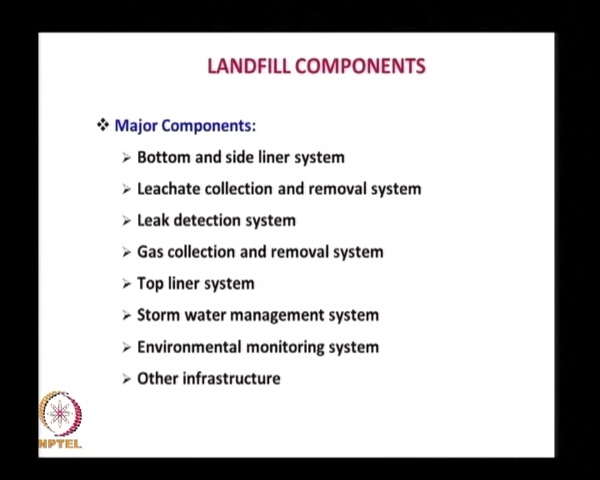 LANDFILL COMPONENTS
❖ Major Components:
➢ Bottom and side liner system
➢ Leachate collection and removal system
➢ Leak detection system
➢ Gas collection and removal system
➢ Top liner system
➢ Storm water management system
➢ Environmental monitoring system
➢ Other infrastructure
NPTEL